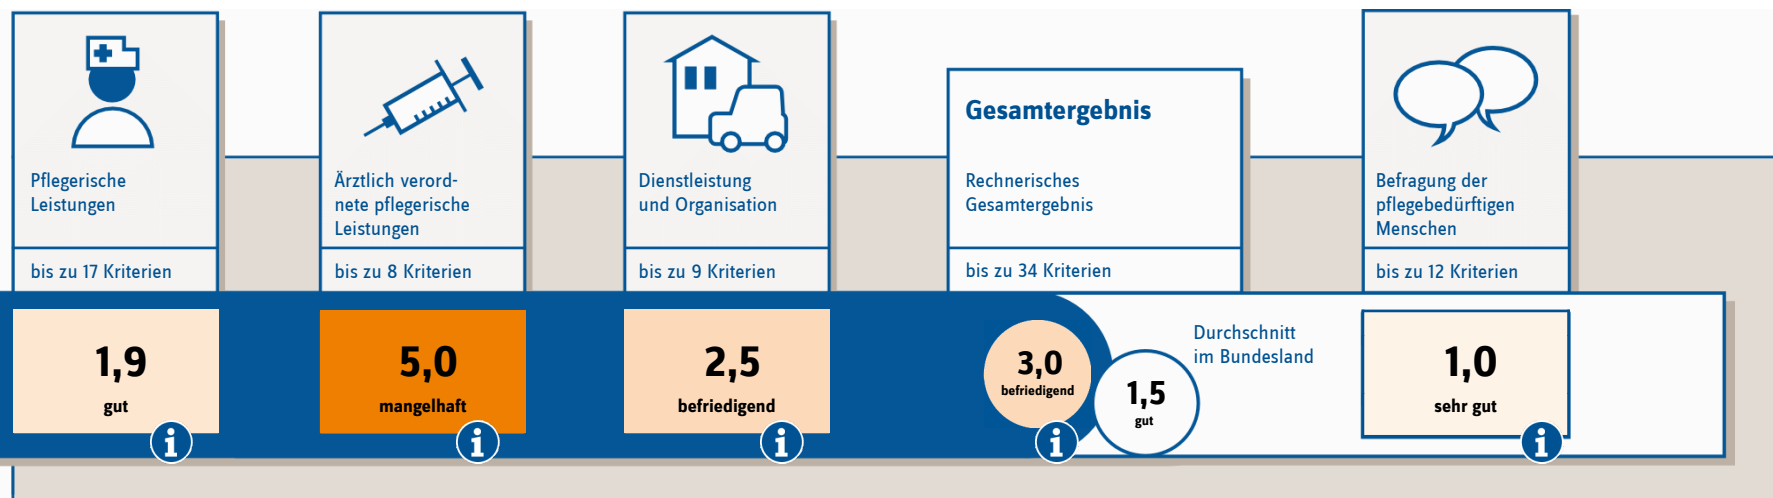 Pflegerische
Leistungen
bis zu 17 Kriterien
1,9
gut
i
Ärztlich verord-
nete pflegerische
Leistungen
bis zu 8 Kriterien
5,0
mangelhaft
i
Dienstleistung
und Organisation
bis zu 9 Kriterien
2,5
befriedigend
i
Gesamtergebnis
Rechnerisches
Gesamtergebnis
bis zu 34 Kriterien
3,0
befriedigend
i
1,5
gut
Durchschnitt
im Bundesland
Befragung der
pflegebedürftigen
Menschen
bis zu 12 Kriterien
1,0
sehr gut
i